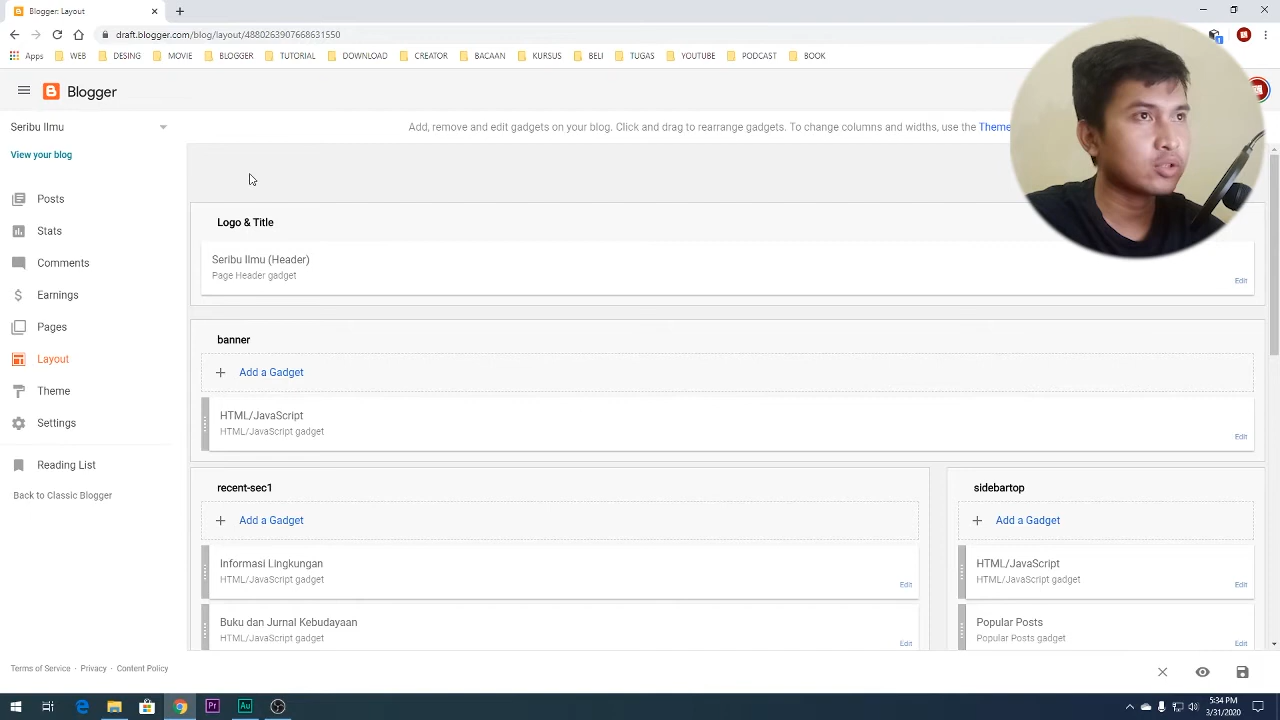 Blogger: Layout
draft.blogger.com/blog/layout/4880263907668631550
Apps WEB DESING MOVIE BLOGGER TUTORIAL DOWNLOAD CREATOR BACAAN KURSUS BELI TUGAS YOUTUBE PODCAST BOOK
Blogger
Seribu Ilmu
Add, remove and edit gadgets on your blog. Click and drag to rearrange gadgets. To change columns and widths, use the Theme
View your blog
Posts
Stats
Comments
Earnings
Pages
Layout
Theme
Settings
Reading List
Back to Classic Blogger
Logo & Title
Seribu Ilmu (Header)
Page Header gadget
Edit
banner
Add a Gadget
HTML/JavaScript
HTML/JavaScript gadget
Edit
recent-sec1
Add a Gadget
Informasi Lingkungan
HTML/JavaScript gadget
Edit
Buku dan Jurnal Kebudayaan
HTML/JavaScript gadget
Edit
sidebartop
Add a Gadget
HTML/JavaScript
HTML/JavaScript gadget
Edit
Popular Posts
Popular Posts gadget
Edit
Terms of Service · Privacy · Content Policy
Pr
Au
5:34 PM
3/31/2020